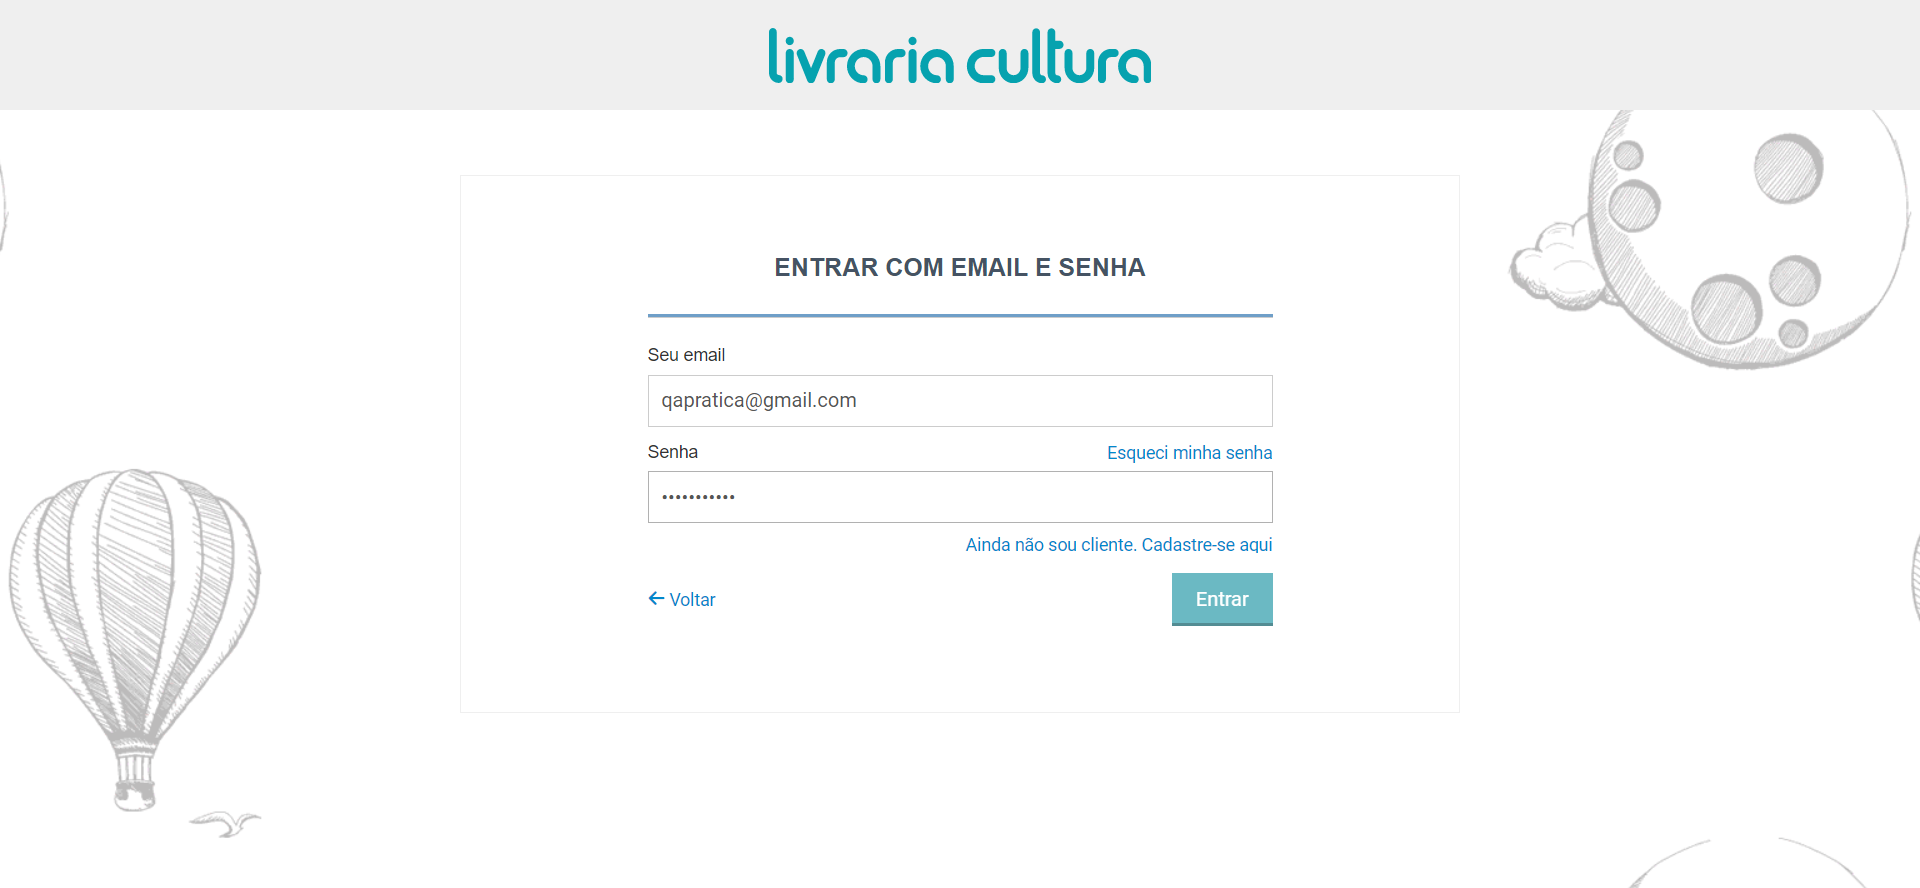 livraria cultura
ENTRAR COM EMAIL E SENHA
Seu email
qapratica@gmail.com
Senha
Esqueci minha senha
•••••••••••
Ainda não sou cliente. Cadastre-se aqui
← Voltar
Entrar